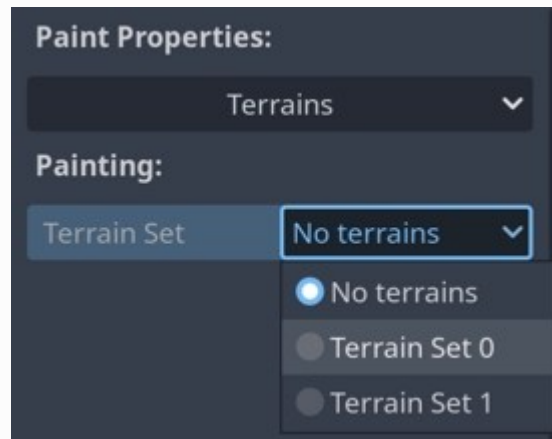 Paint Properties:
Terrains
Painting:
Terrain Set No terrains
No terrains
Terrain Set 0
Terrain Set 1